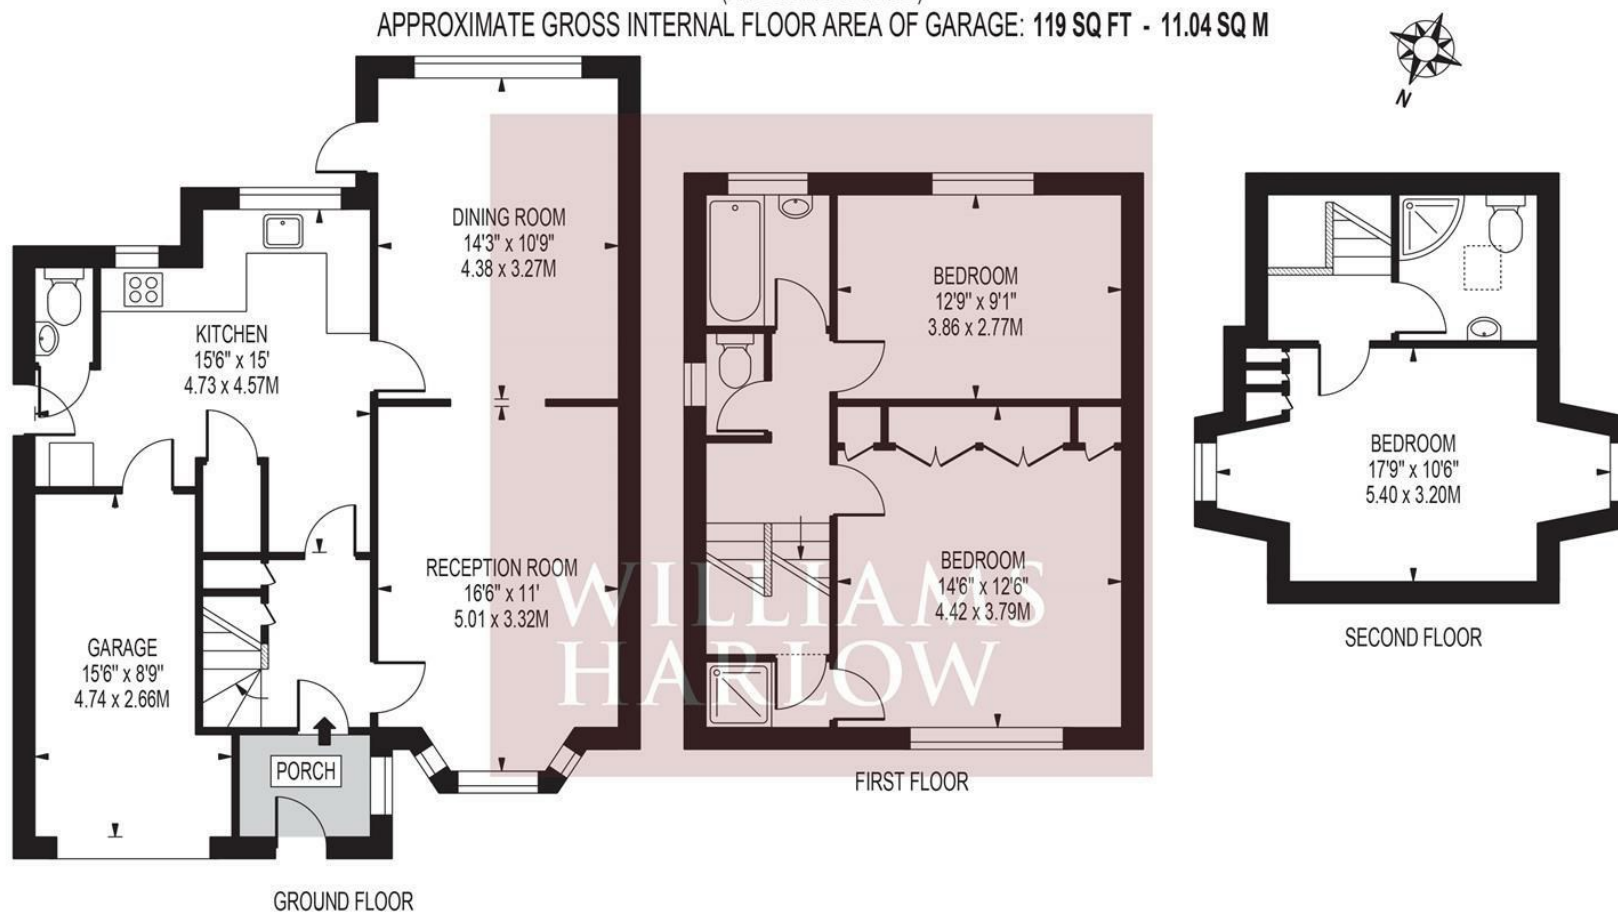 APPROXIMATE GROSS INTERNAL FLOOR AREA OF GARAGE: 119 SQ FT - 11.04 SQ M
N
DINING ROOM
14'3" x 10'9"
4.38 x 3.27M
KITCHEN
15'6" x 15'
4.73 x 4.57M
RECEPTION ROOM
16'6" x 11'
5.01 x 3.32M
GARAGE
15'6" x 8'9"
4.74 x 2.66M
PORCH
GROUND FLOOR
BEDROOM
12'9" x 9'1"
3.86 x 2.77M
BEDROOM
14'6" x 12'6"
4.42 x 3.79M
WILLIAMS
HARLOW
FIRST FLOOR
BEDROOM
17'9" x 10'6"
5.40 x 3.20M
SECOND FLOOR